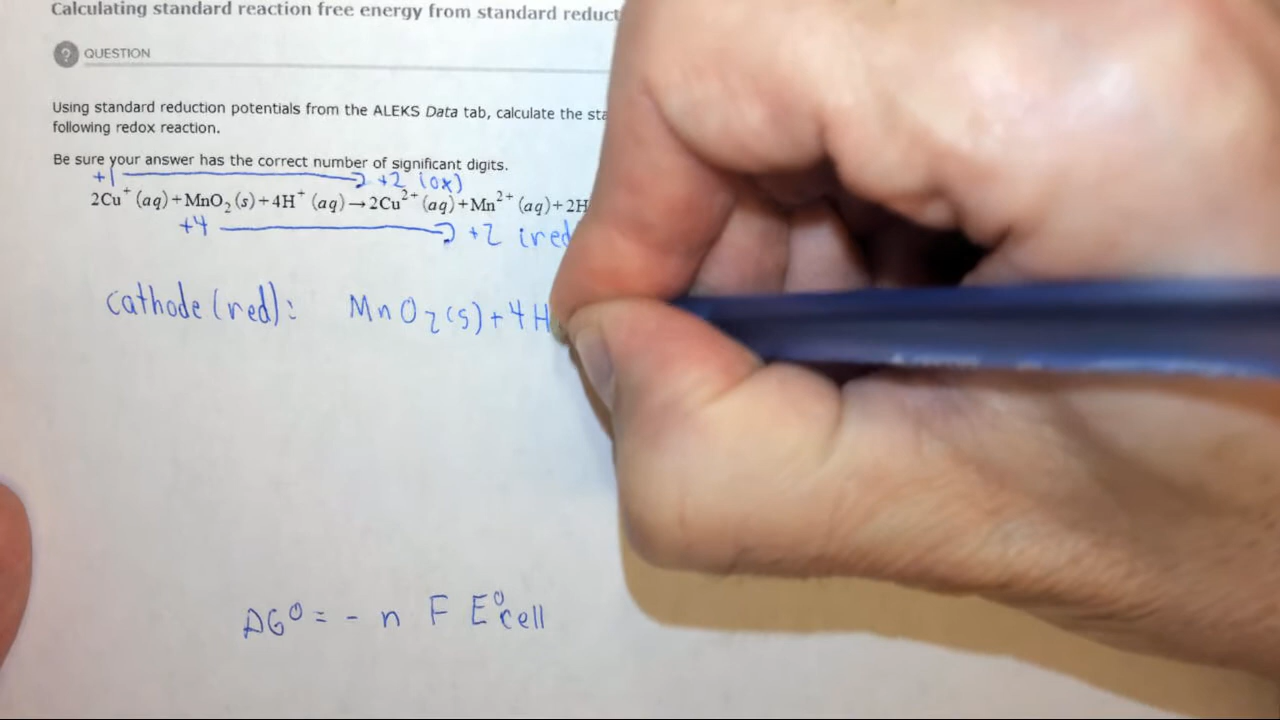 Calculating standard reaction free energy from standard reduct
? QUESTION
Using standard reduction potentials from the ALEKS Data tab, calculate the sta
following redox reaction.
Be sure your answer has the correct number of significant digits.
+1 → +2 (ox)
2Cu⁺ (aq) + MnO₂ (s) + 4H⁺ (aq) → 2Cu²⁺ (aq) + Mn²⁺ (aq) + 2H
+4 → +2 (red
cathode (red): MnO₂(s) + 4H
ΔG⁰ = - n F E⁰cell